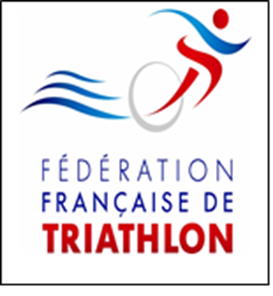 FÉDÉRATION
FRANÇAISE DE
TRIATHLON